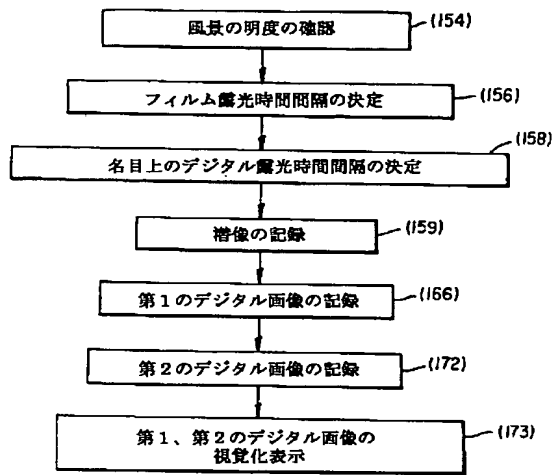 風景の明度の確認
(154)
フィルム露光時間間隔の決定
(156)
(158)
名目上のデジタル露光時間間隔の決定
潜像の記録
(159)
第1のデジタル画像の記録
(166)
第2のデジタル画像の記録
(172)
第1、第2のデジタル画像の
視覚化表示
(173)